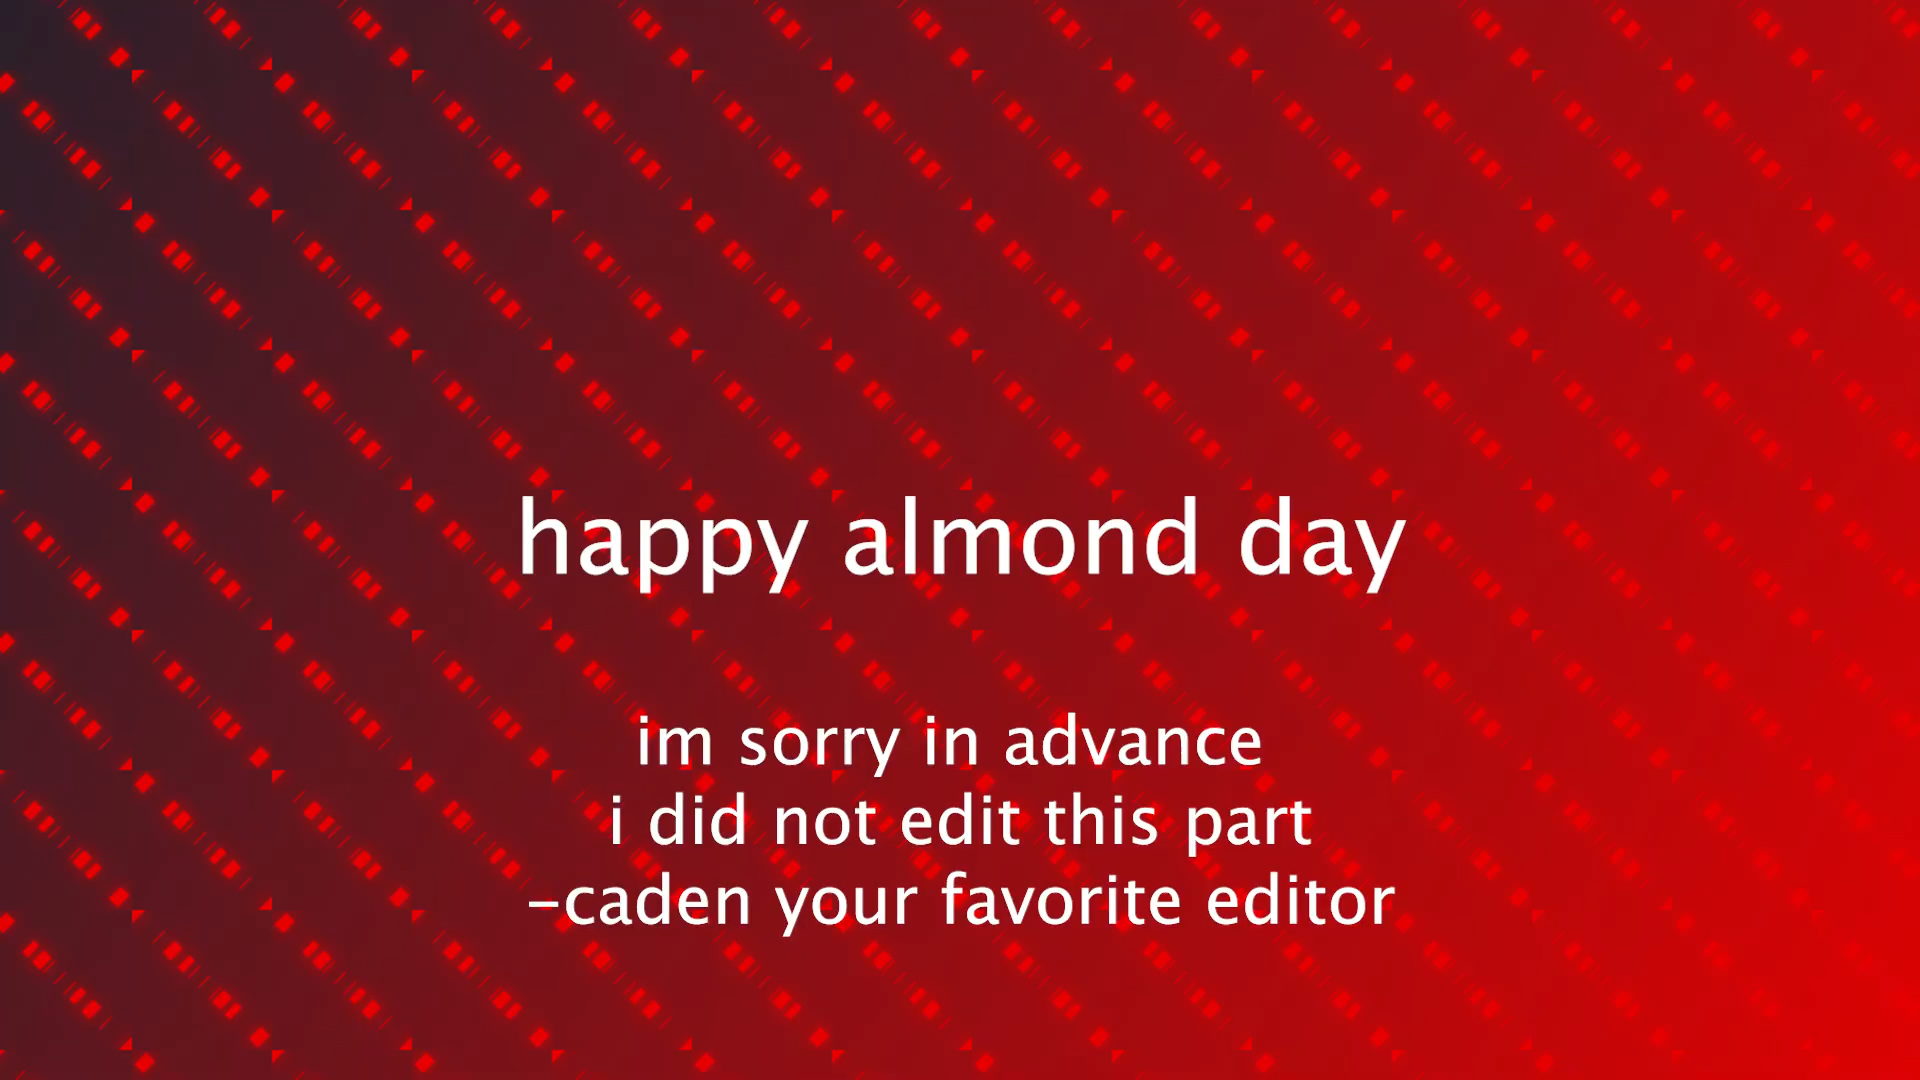 happy almond day
im sorry in advance
i did not edit this part
-caden your favorite editor